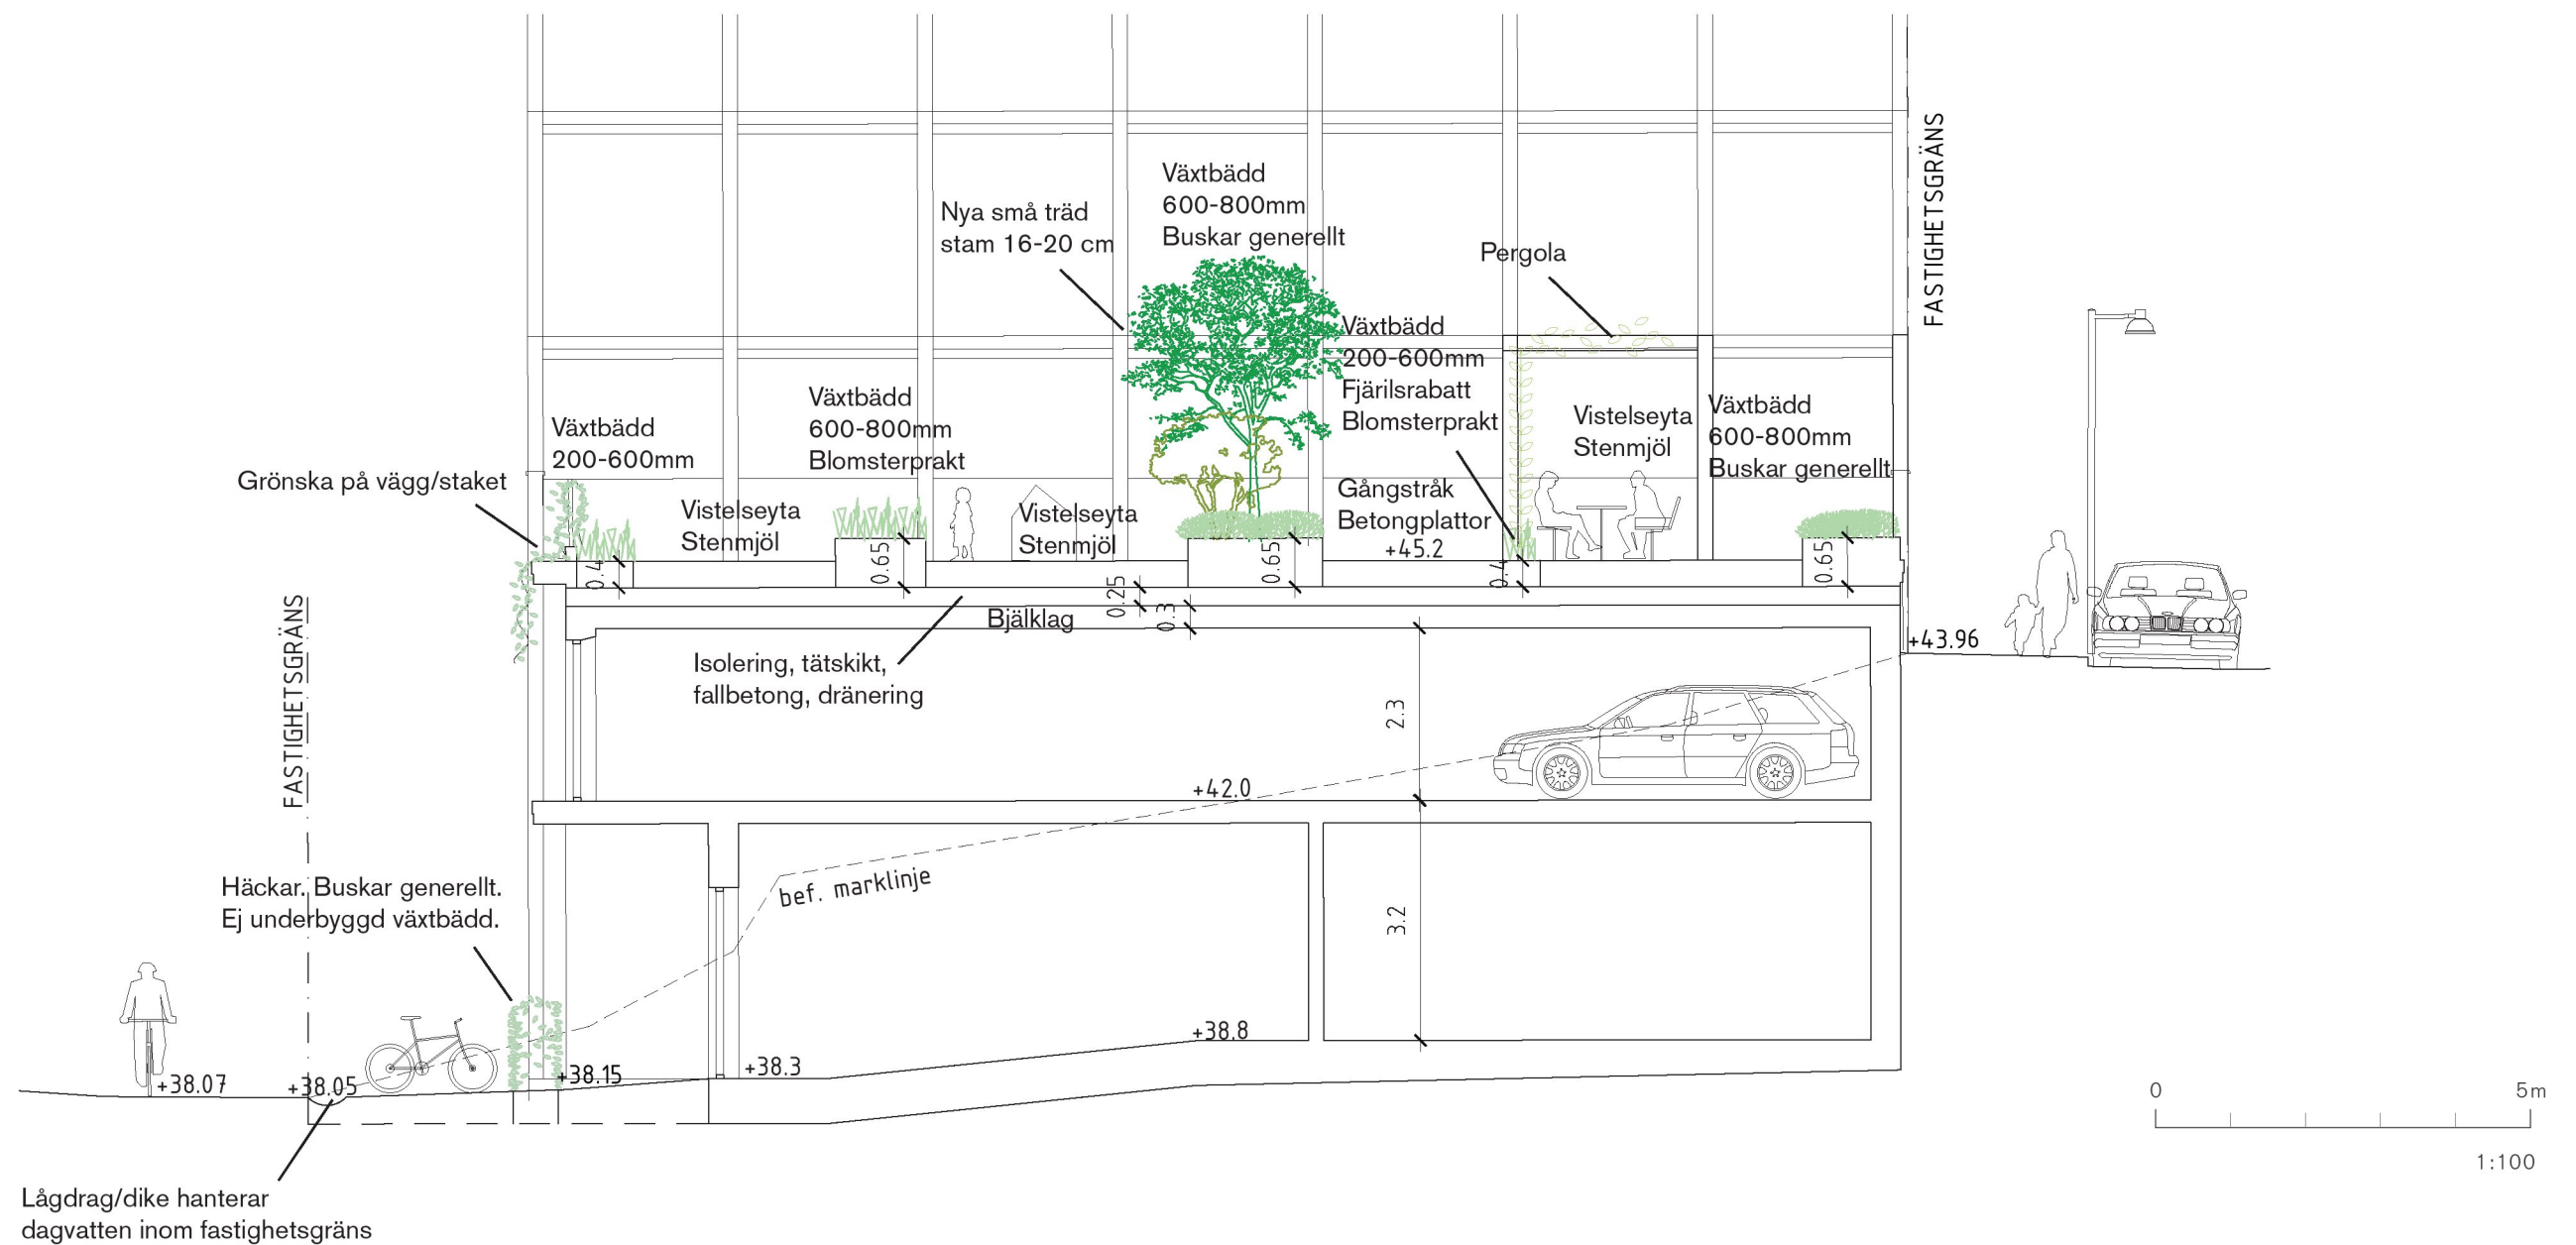 FASTIGHETSGRÄNS
Växtbädd
600-800mm
Buskar generellt
Nya små träd
stam 16-20 cm
Pergola
Växtbädd
200-600mm
Fjärilsrabatt
Blomsterprakt
Växtbädd
600-800mm
Blomsterprakt
Växtbädd
200-600mm
Vistelseyta
Stenmjöl
Växtbädd
600-800mm
Buskar generellt
Grönska på vägg/staket
Vistelseyta
Stenmjöl
Vistelseyta
Stenmjöl
Gångstråk
Betongplattor
+45.2
0.4
0.65
0.65
0.4
0.65
0.25
0.3
Bjälklag
Isolering, tätskikt,
fallbetong, dränering
+43.96
FASTIGHETSGRÄNS
2.3
+42.0
bef. marklinje
Häckar. Buskar generellt.
Ej underbyggd växtbädd.
3.2
+38.8
+38.3
+38.15
+38.07
+38.05
Lågdrag/dike hanterar
dagvatten inom fastighetsgräns
0
5m
1:100